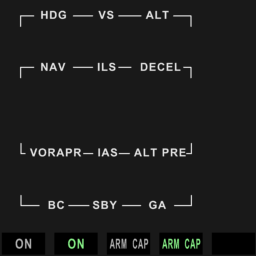 HDG VS ALT
NAV ILS DECEL
VORAPR IAS ALT PRE
BC SBY GA
ON ON ARM CAP ARM CAP